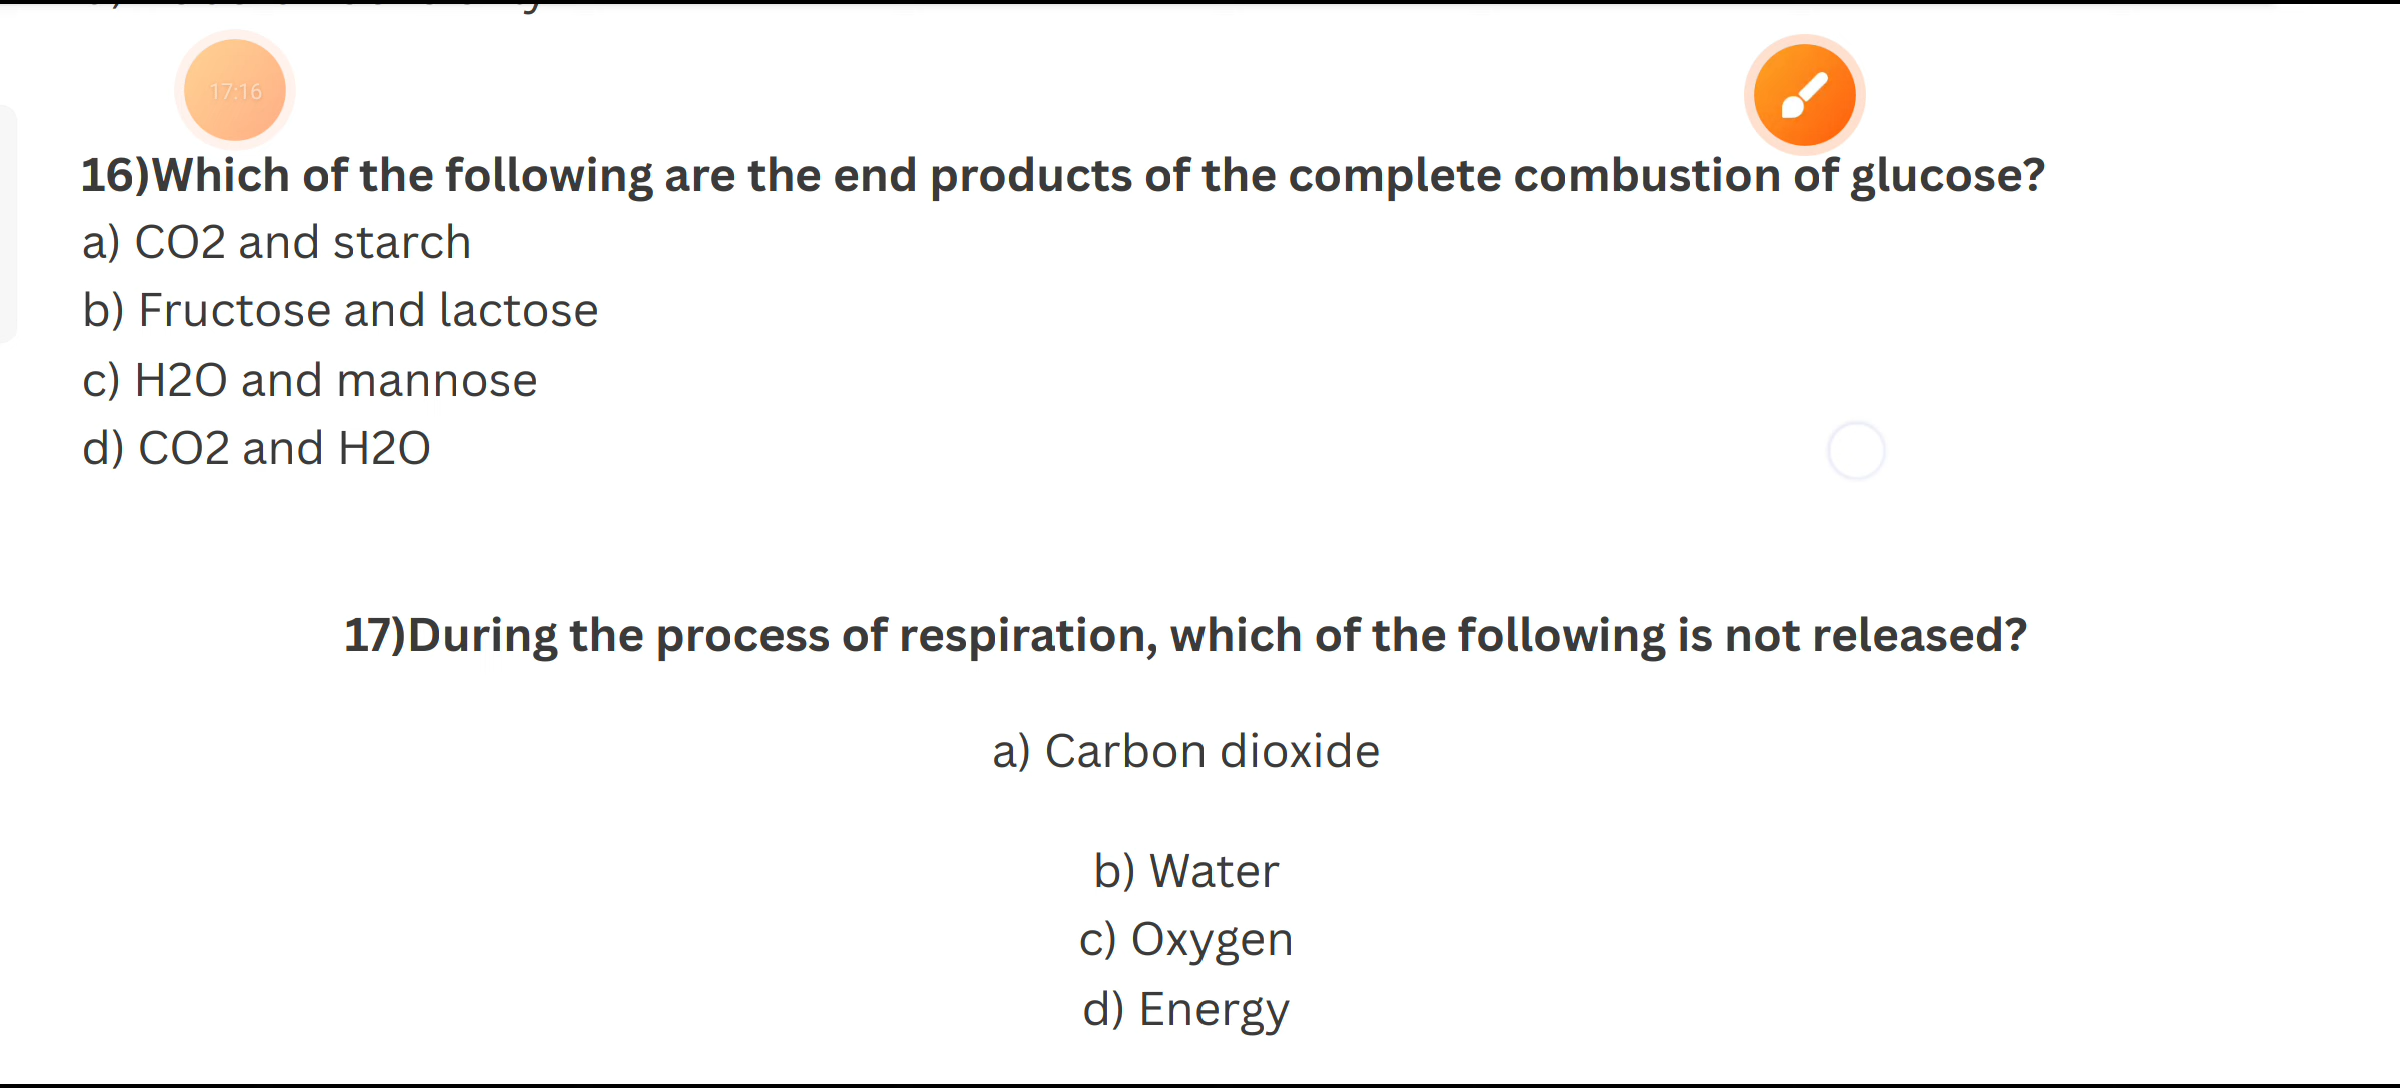 17:16
16)Which of the following are the end products of the complete combustion of glucose?
a) CO2 and starch
b) Fructose and lactose
c) H2O and mannose
d) CO2 and H2O
17)During the process of respiration, which of the following is not released?
a) Carbon dioxide
b) Water
c) Oxygen
d) Energy